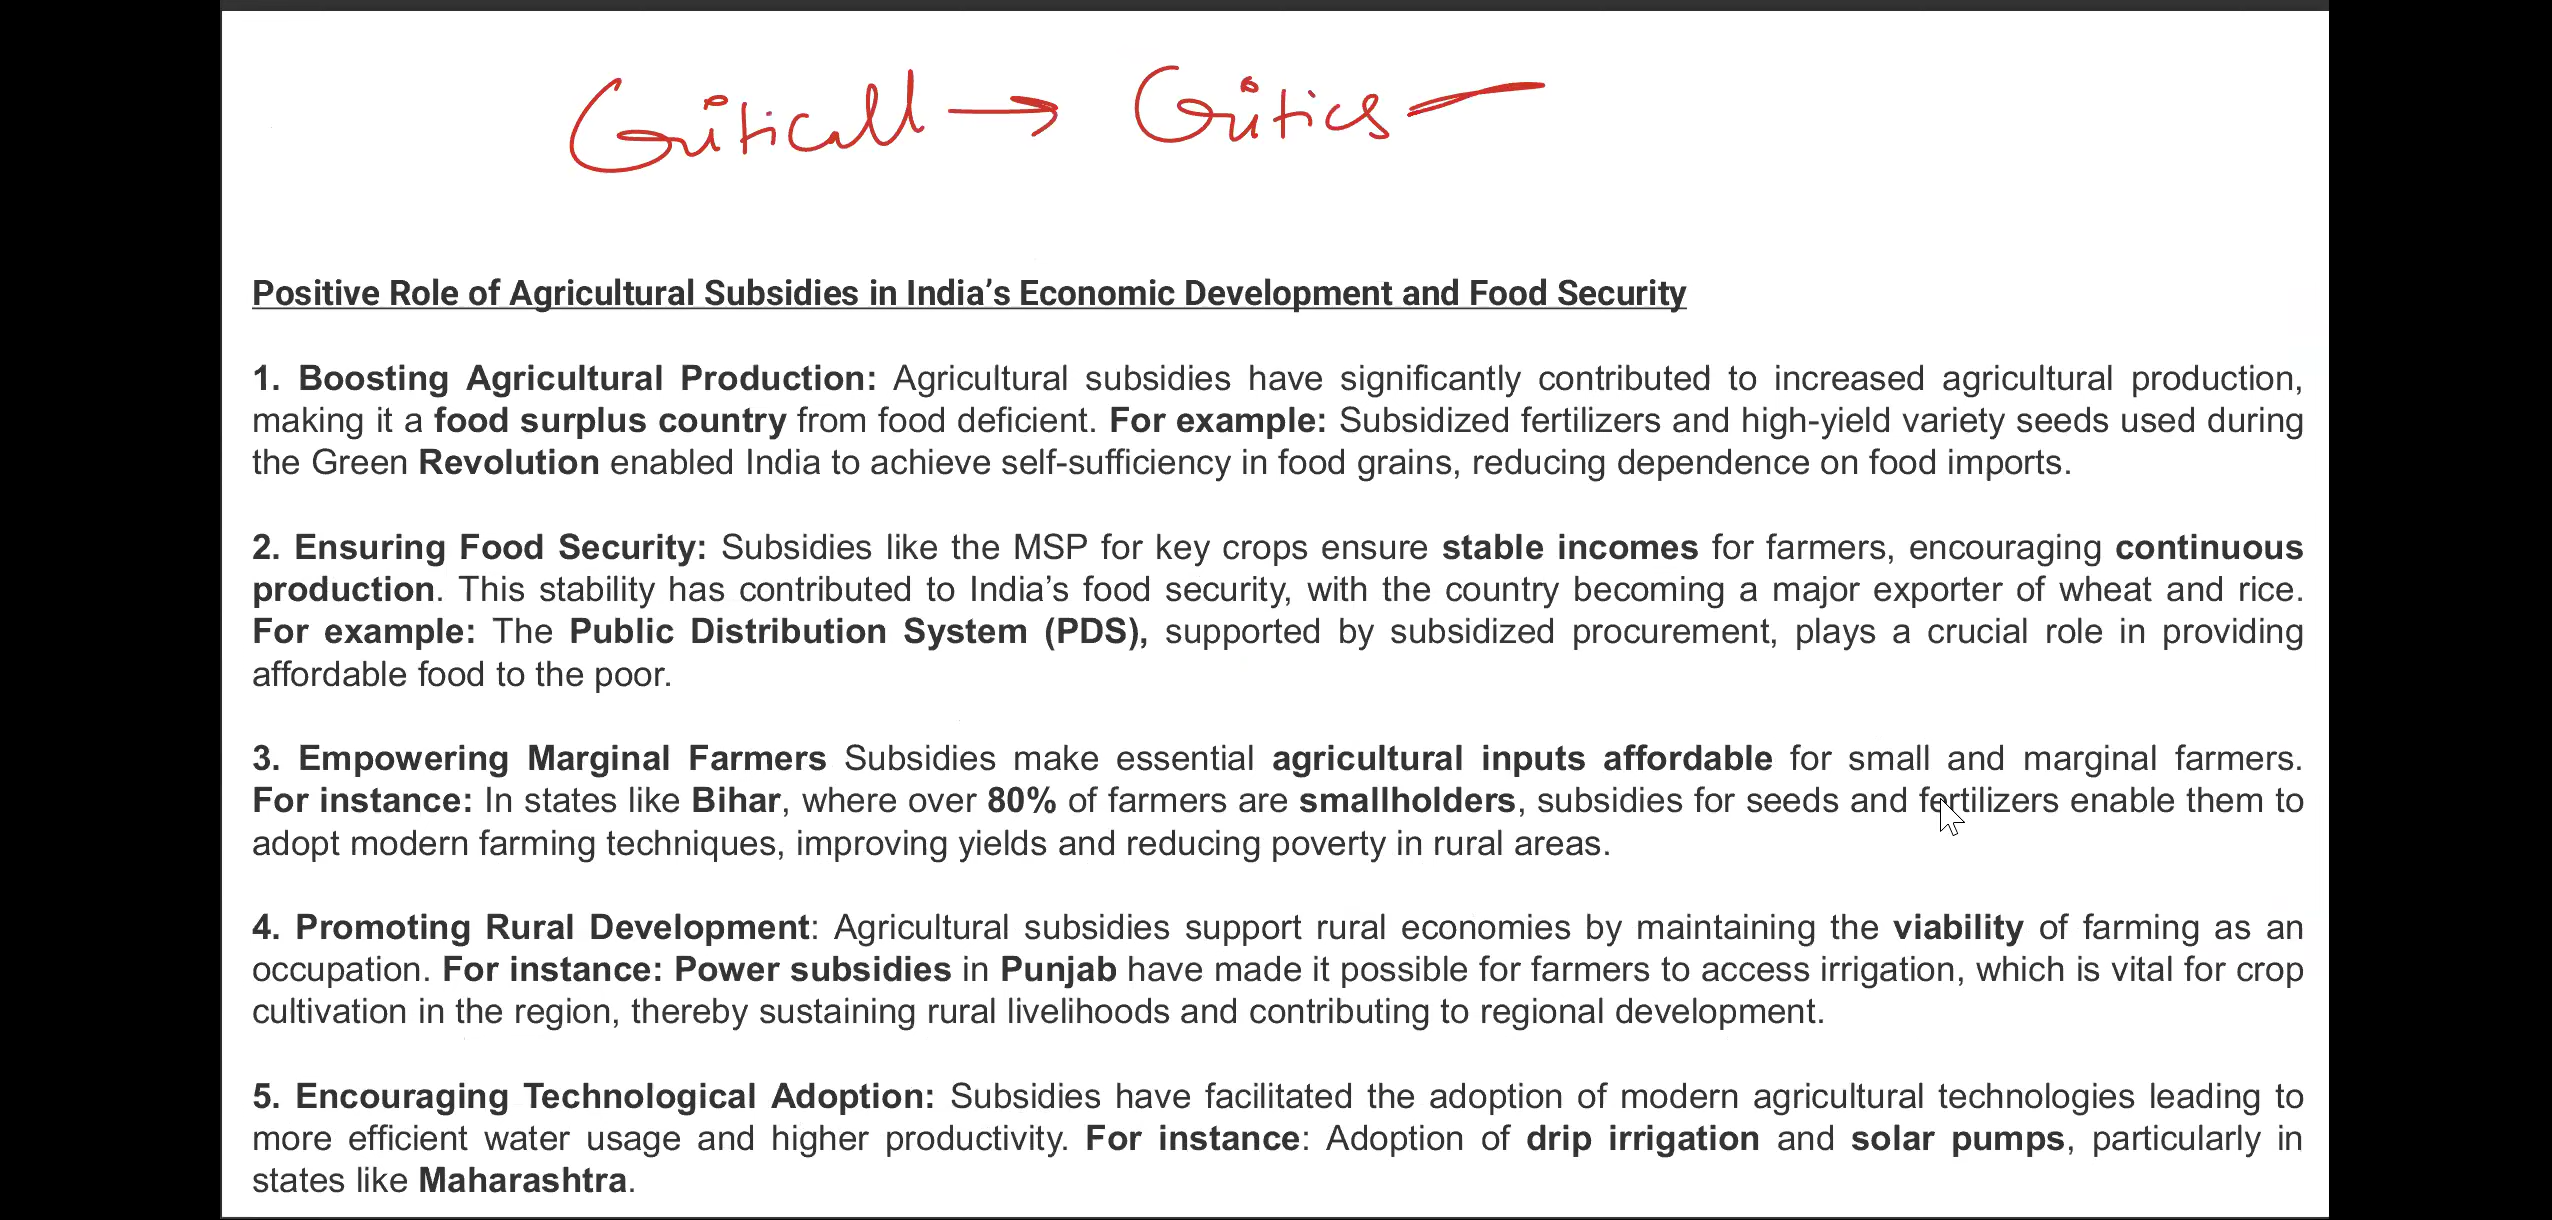 Criticall → Critics —
Positive Role of Agricultural Subsidies in India’s Economic Development and Food Security
1. Boosting Agricultural Production: Agricultural subsidies have significantly contributed to increased agricultural production,
making it a food surplus country from food deficient. For example: Subsidized fertilizers and high-yield variety seeds used during
the Green Revolution enabled India to achieve self-sufficiency in food grains, reducing dependence on food imports.
2. Ensuring Food Security: Subsidies like the MSP for key crops ensure stable incomes for farmers, encouraging continuous
production. This stability has contributed to India’s food security, with the country becoming a major exporter of wheat and rice.
For example: The Public Distribution System (PDS), supported by subsidized procurement, plays a crucial role in providing
affordable food to the poor.
3. Empowering Marginal Farmers Subsidies make essential agricultural inputs affordable for small and marginal farmers.
For instance: In states like Bihar, where over 80% of farmers are smallholders, subsidies for seeds and fertilizers enable them to
adopt modern farming techniques, improving yields and reducing poverty in rural areas.
4. Promoting Rural Development: Agricultural subsidies support rural economies by maintaining the viability of farming as an
occupation. For instance: Power subsidies in Punjab have made it possible for farmers to access irrigation, which is vital for crop
cultivation in the region, thereby sustaining rural livelihoods and contributing to regional development.
5. Encouraging Technological Adoption: Subsidies have facilitated the adoption of modern agricultural technologies leading to
more efficient water usage and higher productivity. For instance: Adoption of drip irrigation and solar pumps, particularly in
states like Maharashtra.